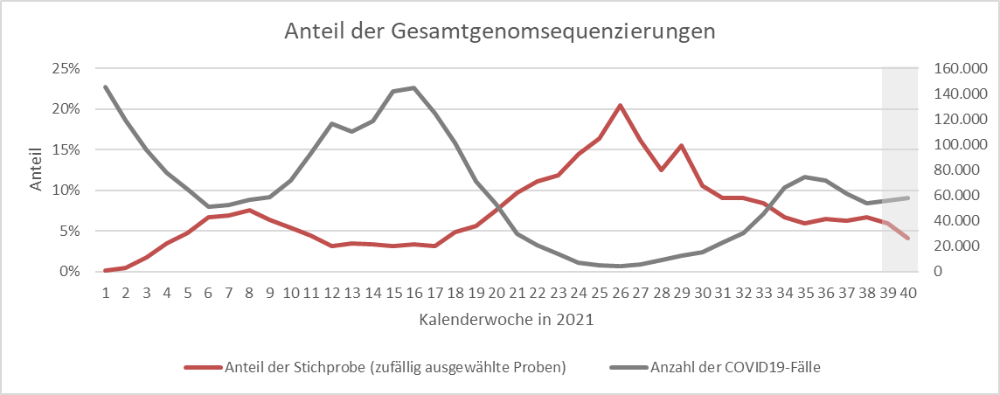 Anteil der Gesamtgenomsequenzierungen
25% 160.000
140.000
20% 120.000
15% 100.000
80.000
10% 60.000
5% 40.000
20.000
0% 0
Anteil
1 2 3 4 5 6 7 8 9 10 11 12 13 14 15 16 17 18 19 20 21 22 23 24 25 26 27 28 29 30 31 32 33 34 35 36 37 38 39 40
Kalenderwoche in 2021
Anteil der Stichprobe (zufällig ausgewählte Proben) Anzahl der COVID19-Fälle